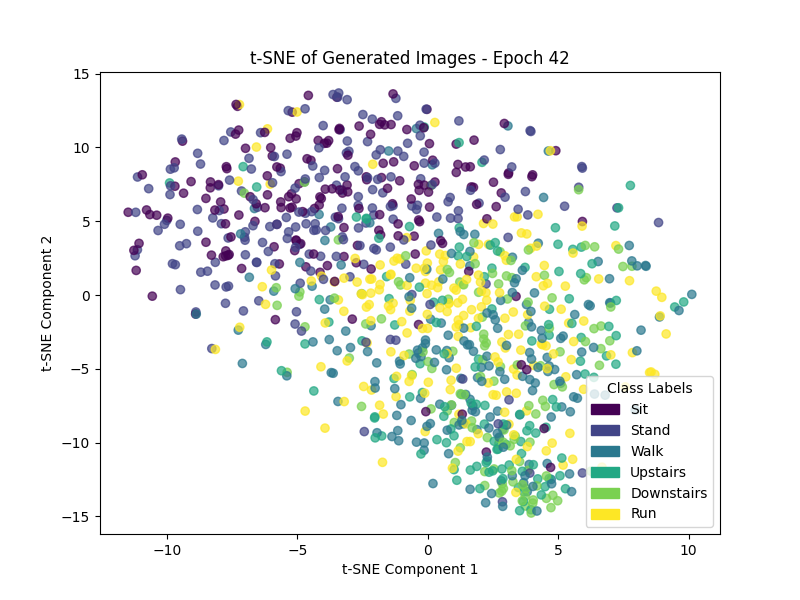 t-SNE of Generated Images - Epoch 42
15
10
5
0
−5
−10
−15
t-SNE Component 2
Class Labels
Sit
Stand
Walk
Upstairs
Downstairs
Run
−10
−5
0
5
10
t-SNE Component 1